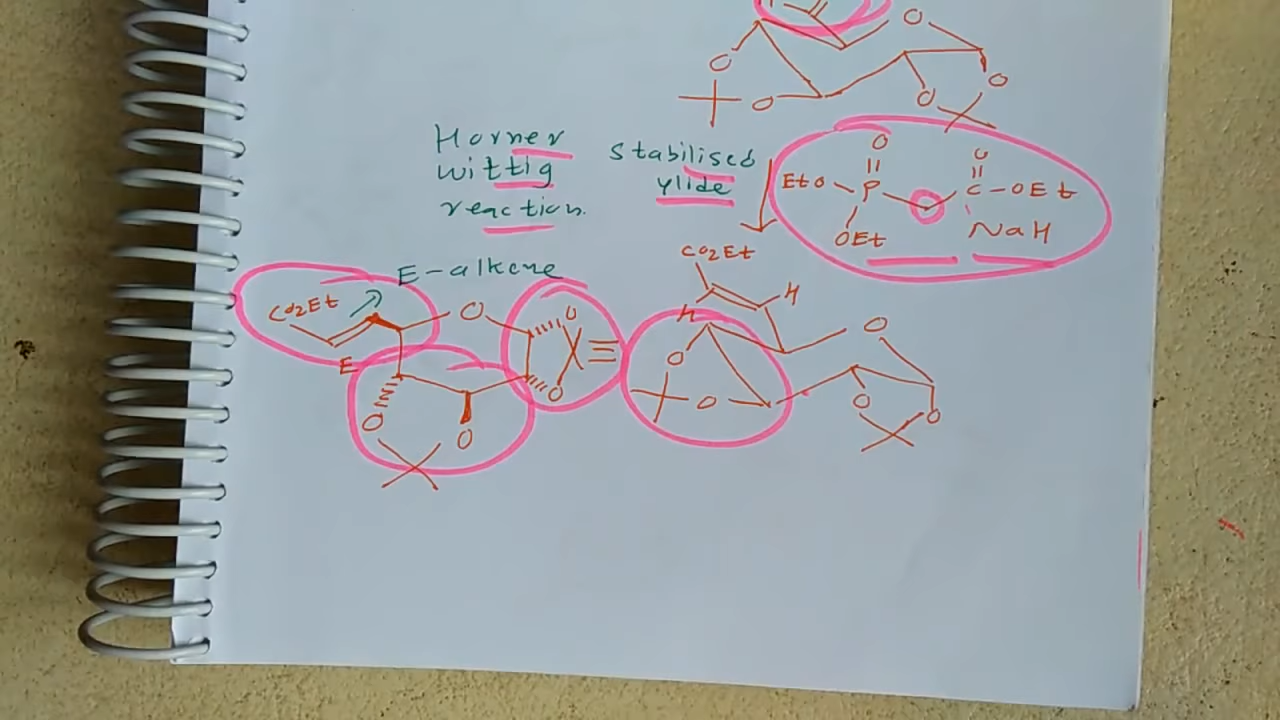 O
O
O
O
O
Horner
wittig
reaction.
stabilised
ylide
O
EtO P C - OEt
O
OEt NaH
CO2Et
E-alkene
H
H
CO2Et
O
O
E
O
O
O
O
O
O
O
O